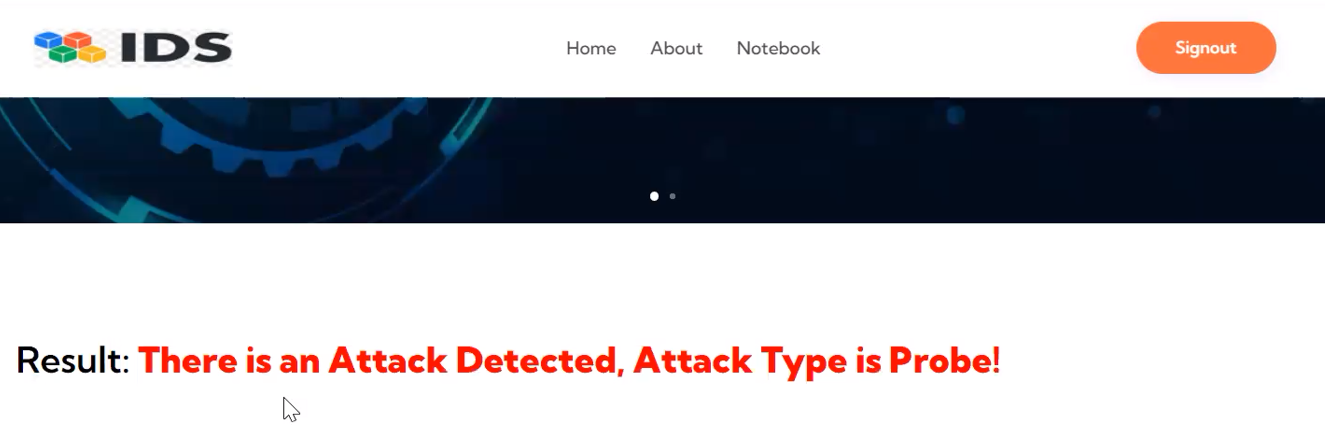 IDS
Home About Notebook
Signout
Result: There is an Attack Detected, Attack Type is Probe!